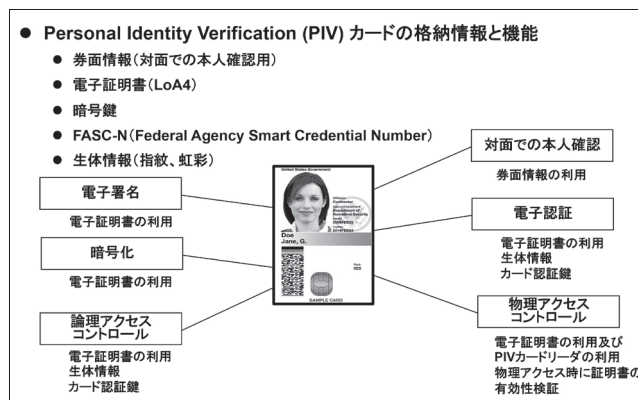 ● Personal Identity Verification (PIV) カードの格納情報と機能
● 券面情報(対面での本人確認用)
● 電子証明書(LoA4)
● 暗号鍵
● FASC-N(Federal Agency Smart Credential Number)
● 生体情報(指紋、虹彩)
電子署名
電子証明書の利用
暗号化
電子証明書の利用
論理アクセス
コントロール
電子証明書の利用
生体情報
カード認証鍵
United States Government
Affiliation
Contractor
Agency/Department
Department of
Homeland Security
Doe
Jane, G.
SAMPLE CARD
対面での本人確認
券面情報の利用
電子認証
電子証明書の利用
生体情報
カード認証鍵
物理アクセス
コントロール
電子証明書の利用及び
PIVカードリーダの利用
物理アクセス時に証明書の
有効性検証